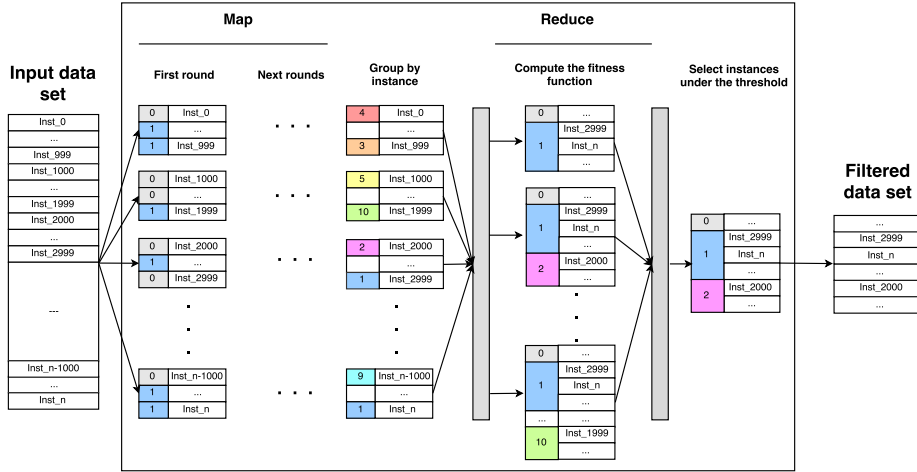 Map
Reduce
Input data
set
First round
Next rounds
Group by
instance
Compute the fitness
function
Select instances
under the threshold
Filtered
data set
Inst_0
...
Inst_999
Inst_1000
...
Inst_1999
Inst_2000
...
Inst_2999
---
Inst_n-1000
...
Inst_n
0 Inst_0
1 ...
1 Inst_999
0 Inst_1000
0 ...
1 Inst_1999
0 Inst_2000
1 ...
0 Inst_2999
0 Inst_n-1000
1 ...
1 Inst_n
4 Inst_0
...
3 Inst_999
5 Inst_1000
...
10 Inst_1999
2 Inst_2000
...
1 Inst_2999
9 Inst_n-1000
...
1 Inst_n
0 ...
Inst_2999
1 Inst_n
...
0 ...
Inst_2999
1 Inst_n
...
2 Inst_2000
...
0 ...
Inst_2999
1 Inst_n
...
... ...
10 Inst_1999
...
0 ...
Inst_2999
1 Inst_n
...
2 Inst_2000
...
...
Inst_2999
Inst_n
...
Inst_2000
...